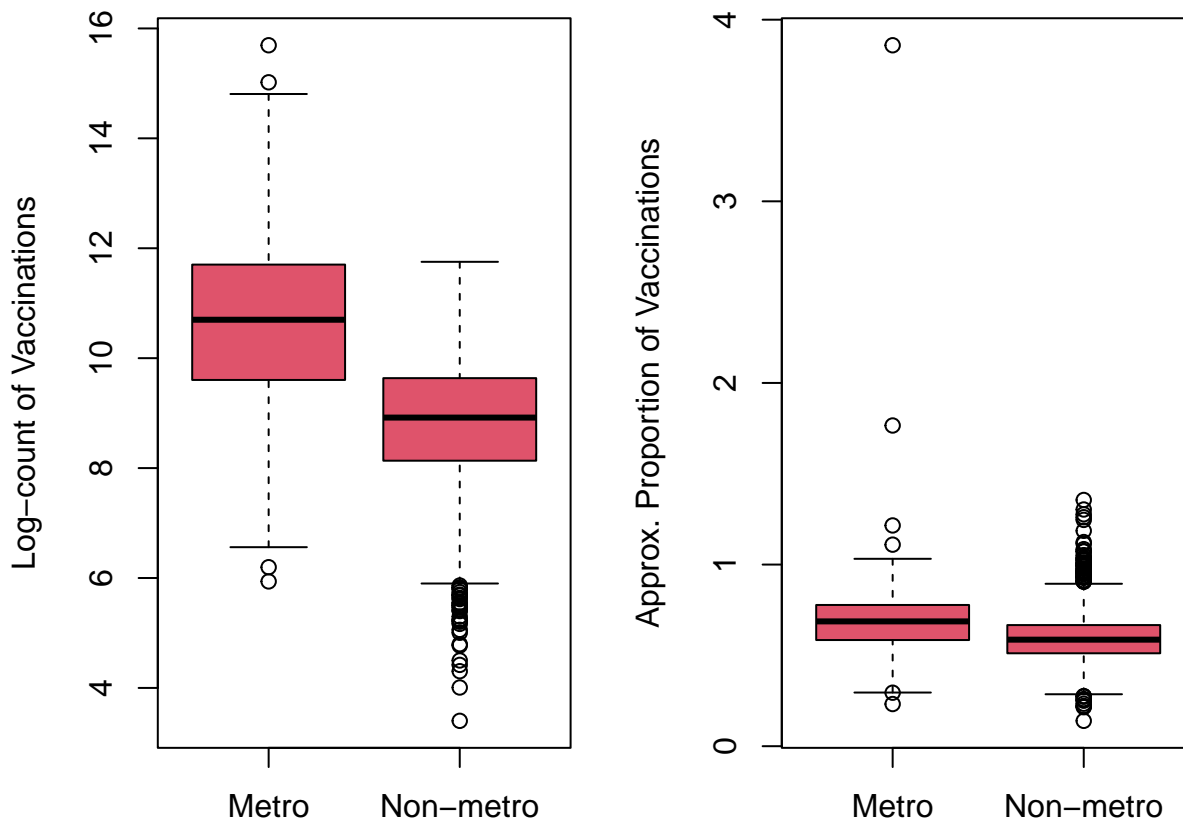 Log−count of Vaccinations
16
14
12
10
8
6
4
Metro
Non−metro
Approx. Proportion of Vaccinations
4
3
2
1
0
Metro
Non−metro